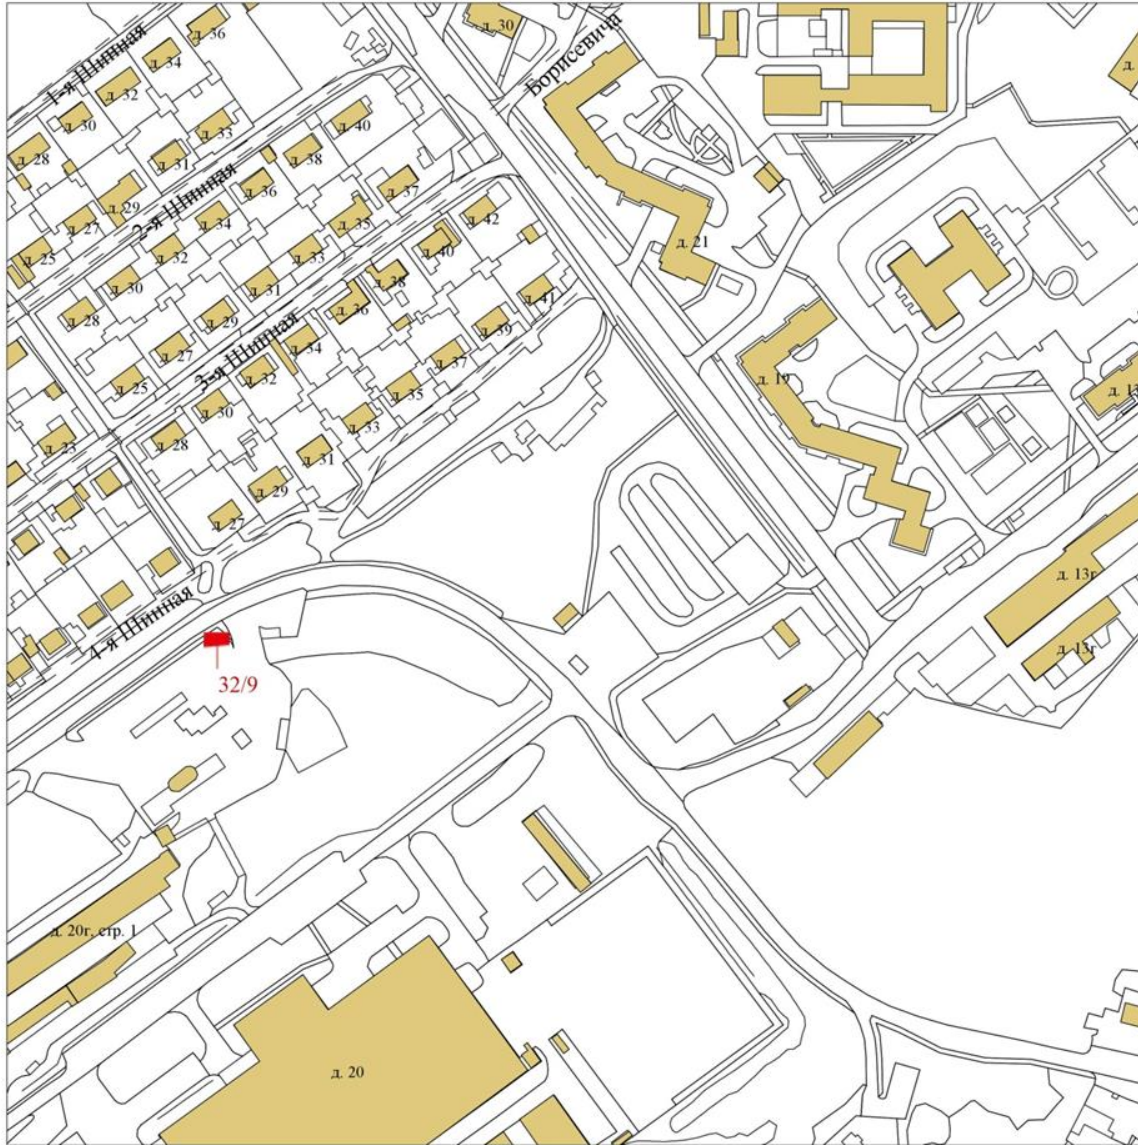 д. 36
д. 30
Борисевича
1-я Шинная
д. 34
д. 32
д. 30
д. 40
д. 33
д. 28
д. 31
д. 38
2-я Шинная
д. 36
д. 37
д. 29
д. 42
д. 27
д. 34
д. 35
д. 21
д. 25
д. 32
д. 33
д. 40
д. 30
д. 31
д. 38
д. 41
д. 28
д. 29
д. 36
д. 39
3-я Шинная
д. 27
д. 34
д. 37
д. 25
д. 32
д. 19
д. 35
д. 13
д. 30
д. 33
д. 23
д. 28
д. 31
д. 29
д. 27
д. 13г
4-я Шинная
д. 13г
32/9
д. 20г, стр. 1
д. 20